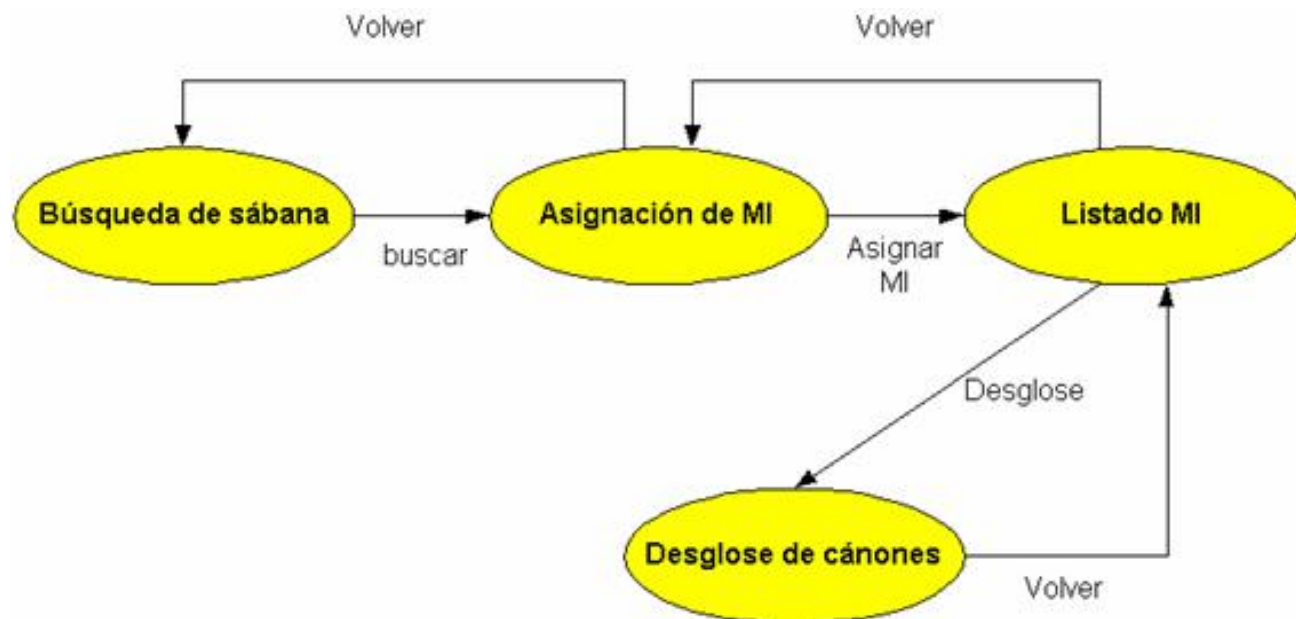 Volver
Volver
Búsqueda de sábana
buscar
Asignación de MI
Asignar
MI
Listado MI
Desglose
Desglose de cánones
Volver